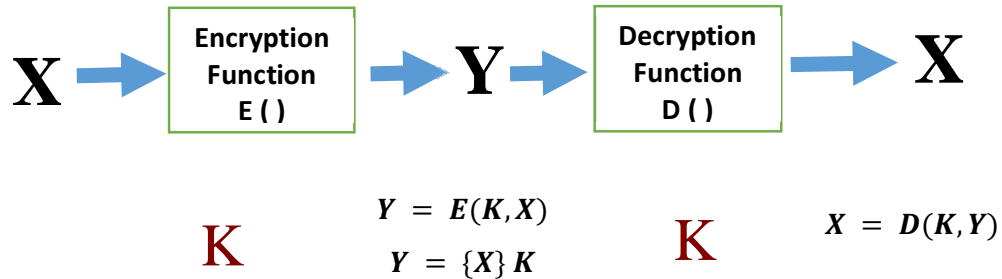 X
Encryption
Function
E ( )
Y
Decryption
Function
D ( )
X
K
Y = E(K, X)
Y = {X} K
K
X = D(K, Y)